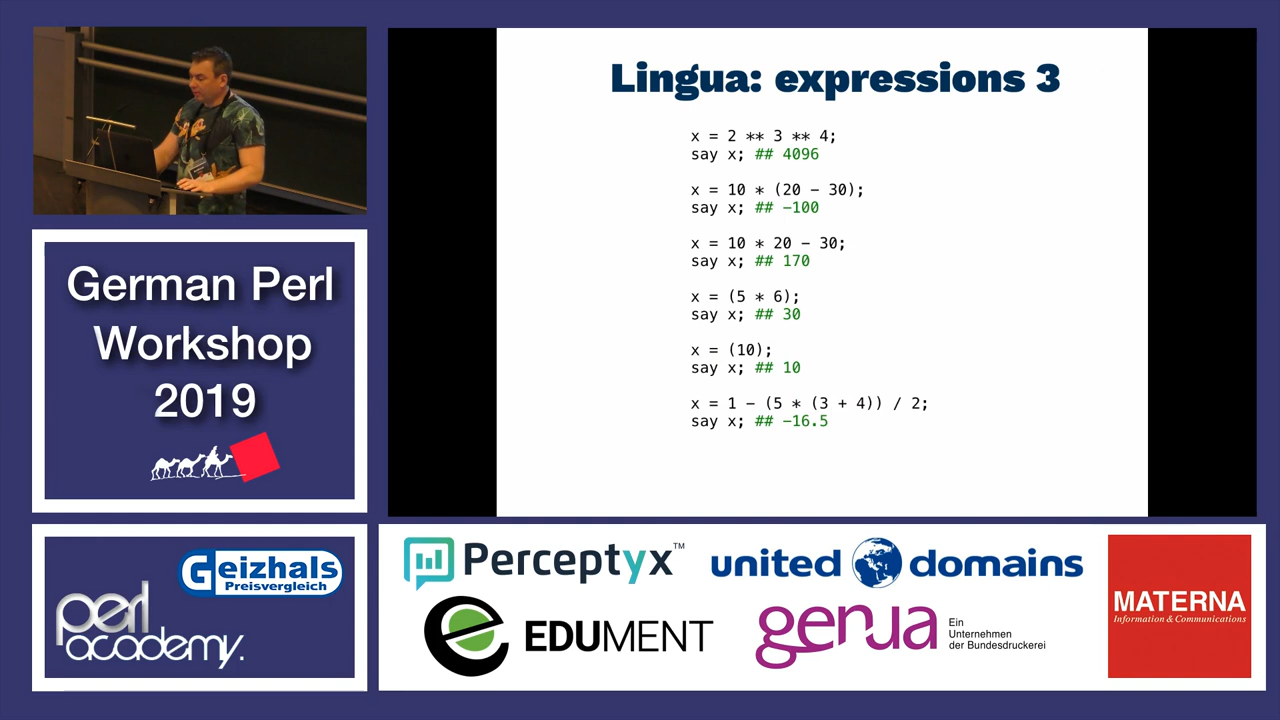 Lingua: expressions 3
x = 2 ** 3 ** 4;
say x; ## 4096
x = 10 * (20 - 30);
say x; ## -100
x = 10 * 20 - 30;
say x; ## 170
x = (5 * 6);
say x; ## 30
x = (10);
say x; ## 10
x = 1 - (5 * (3 + 4)) / 2;
say x; ## -16.5
German Perl
Workshop
2019
Geizhals
Preisvergleich
perl
academy.
Perceptyx™
united domains
EDUMENT
genua
Ein
Unternehmen
der Bundesdruckerei
MATERNA
Information & Communications